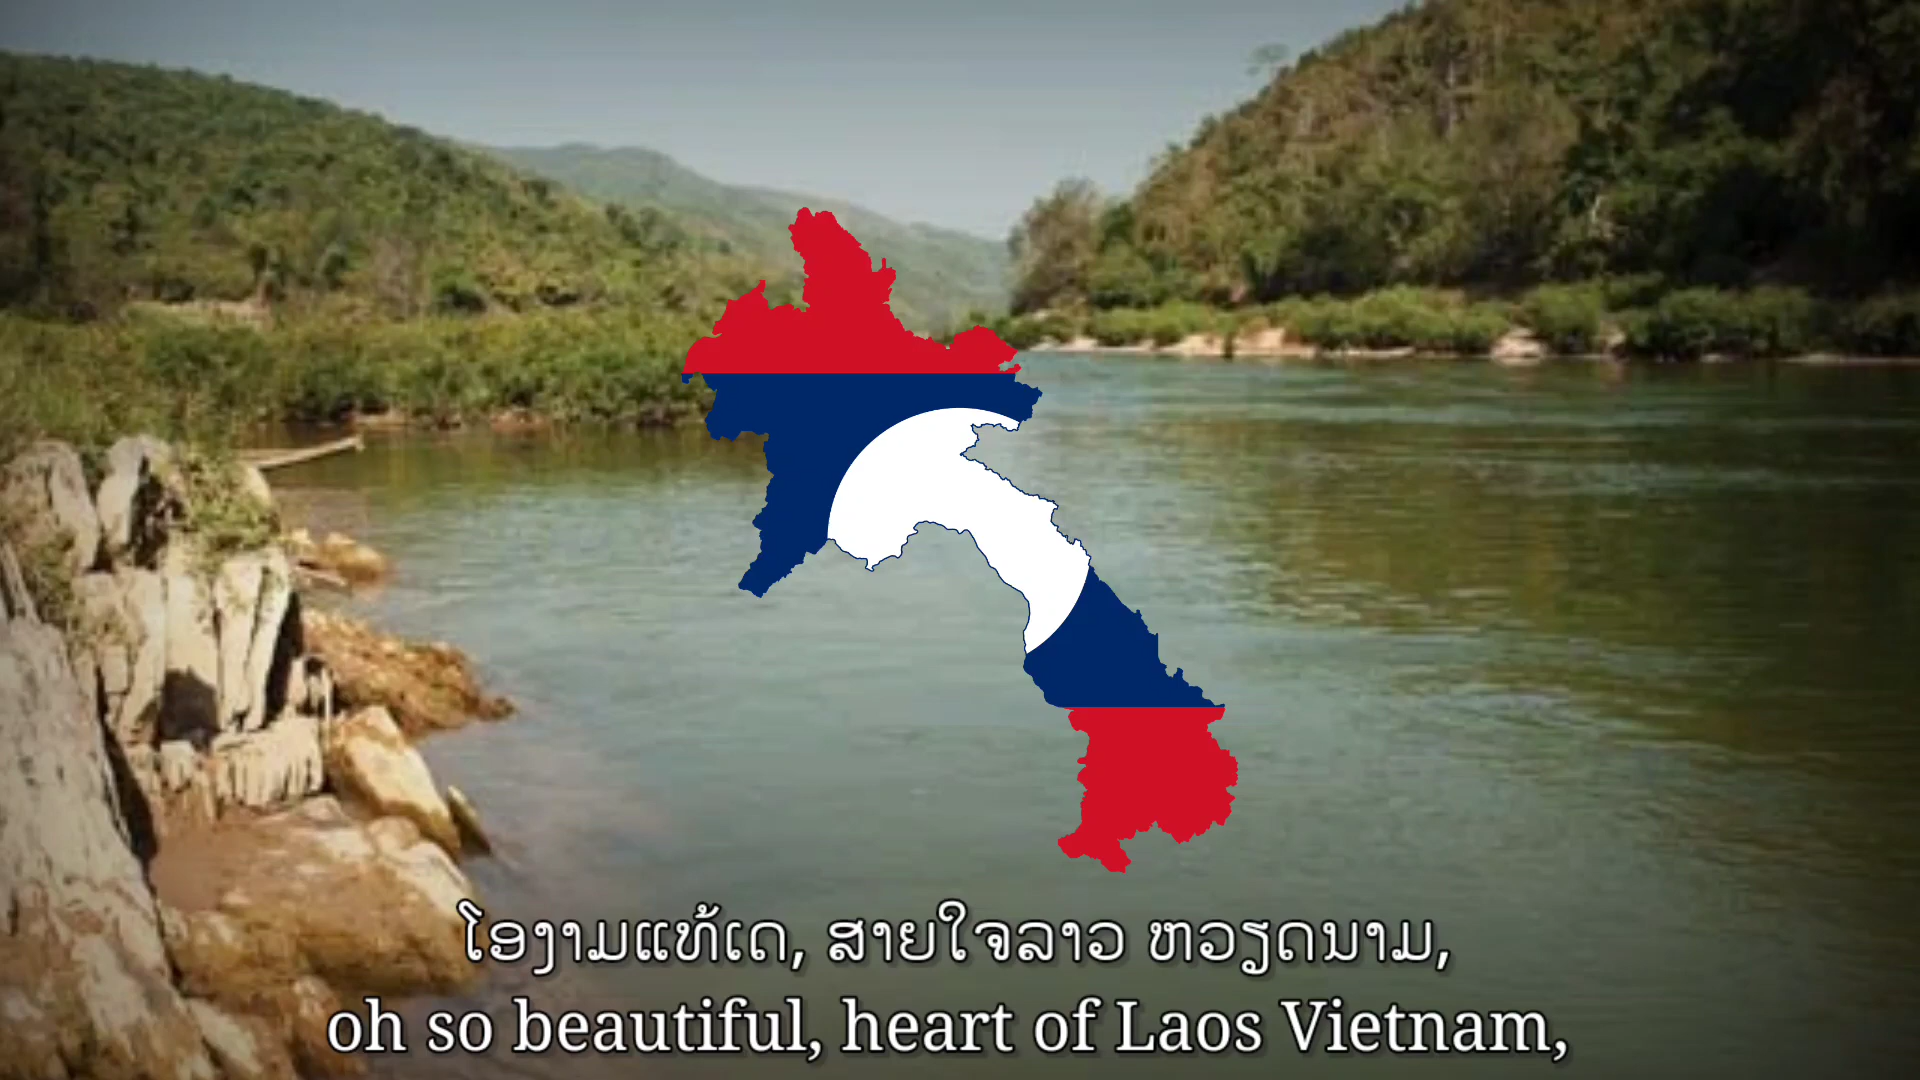 ໂອງາມແທ້ເດ, ສາຍໃຈລາວ ຫວຽດນາມ,
oh so beautiful, heart of Laos Vietnam,